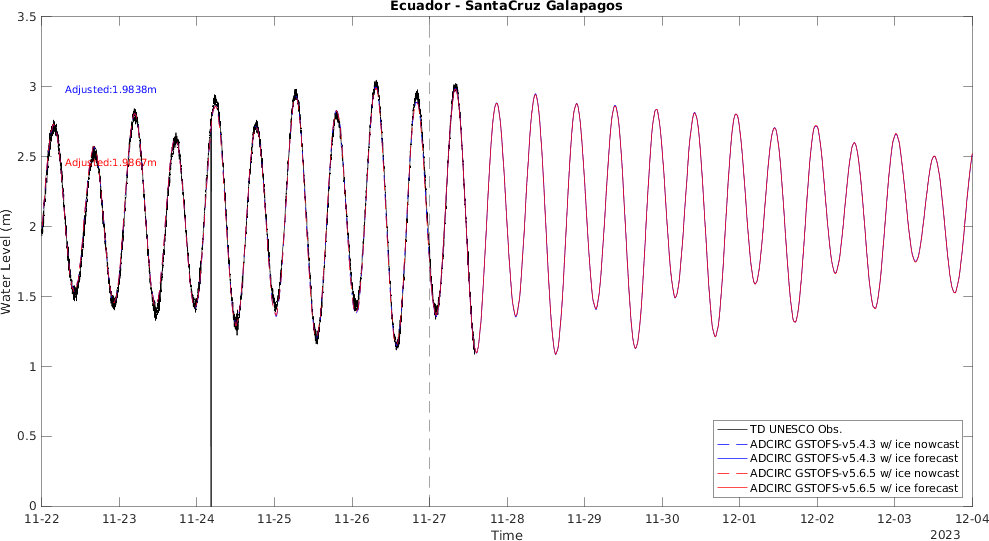 Ecuador - SantaCruz Galapagos
3.5
3
2.5
2
1.5
1
0.5
0
Water Level (m)
Adjusted:1.9838m
Adjusted:1.9867m
TD UNESCO Obs.
ADCIRC GSTOFS-v5.4.3 w/ ice nowcast
ADCIRC GSTOFS-v5.4.3 w/ ice forecast
ADCIRC GSTOFS-v5.6.5 w/ ice nowcast
ADCIRC GSTOFS-v5.6.5 w/ ice forecast
11-22 11-23 11-24 11-25 11-26 11-27 11-28 11-29 11-30 12-01 12-02 12-03 12-04
Time
2023